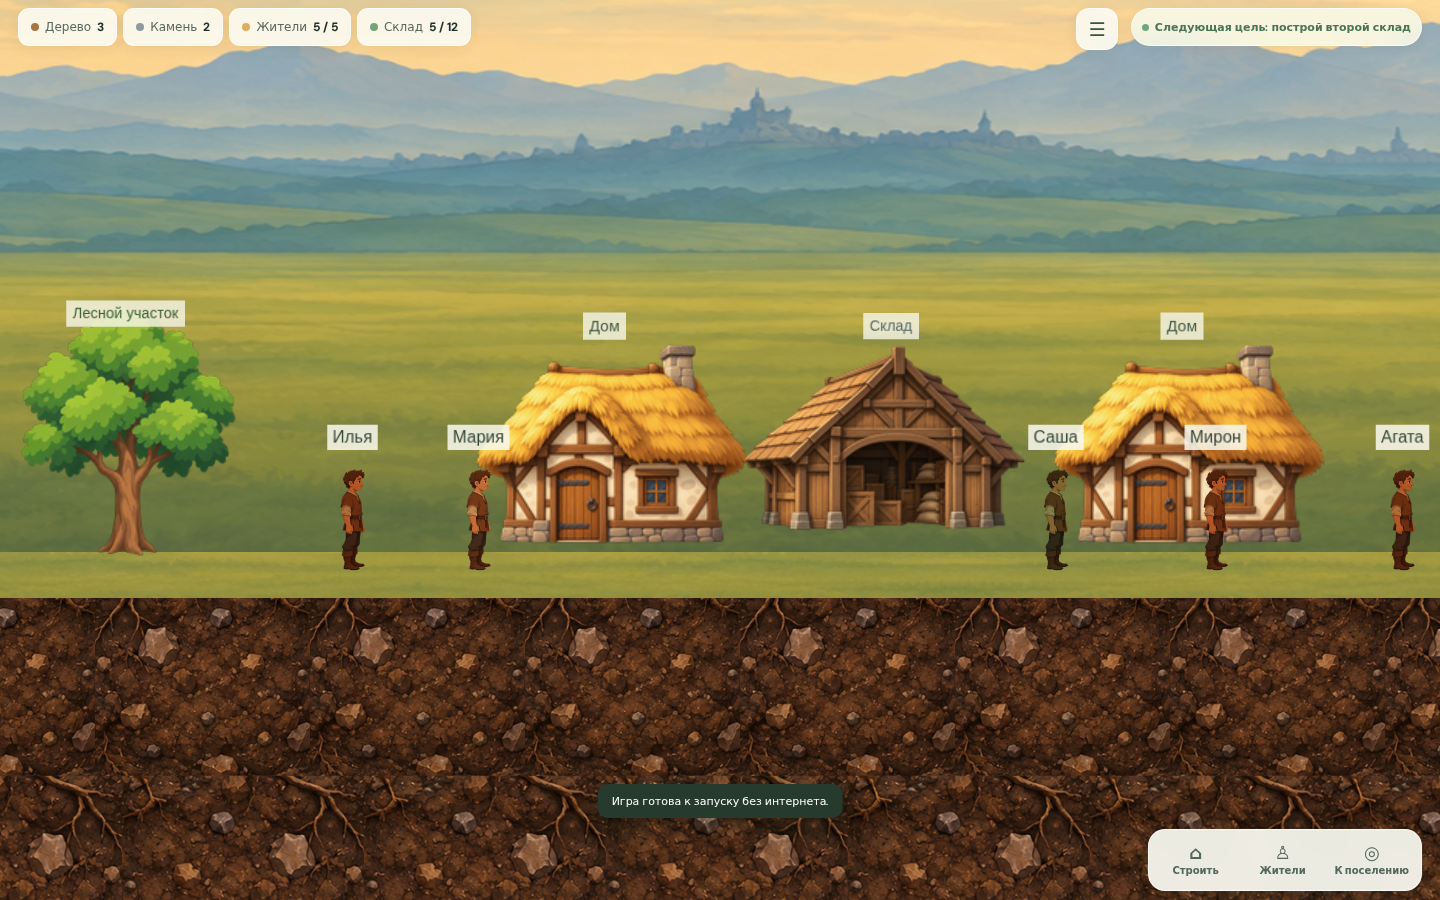 Дерево 3
Камень 2
Жители 5 / 5
Склад 5 / 12
Следующая цель: построй второй склад
Лесной участок
Дом
Склад
Дом
Илья
Мария
Саша
Мирон
Агата
Игра готова к запуску без интернета.
Строить
Жители
К поселению